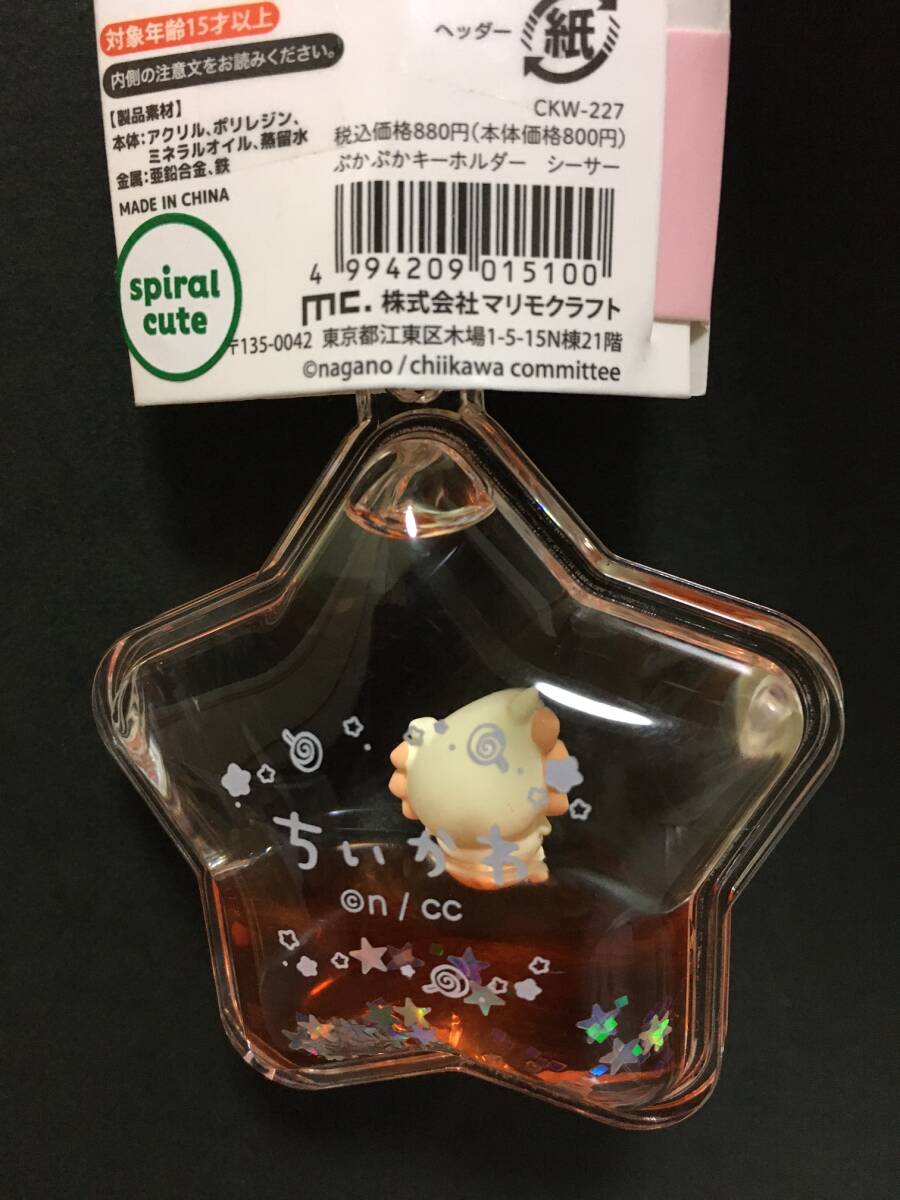 対象年齢15才以上
内側の注意文をお読みください。
【製品素材】
本体:アクリル、ポリレジン、
ミネラルオイル、蒸留水
金属:亜鉛合金、鉄
MADE IN CHINA
spiral
cute
ヘッダー
紙
CKW-227
税込価格880円(本体価格800円)
ぷかぷかキーホルダー シーサー
4 994209 015100
mc. 株式会社マリモクラフト
〒135-0042 東京都江東区木場1-5-15N棟21階
©nagano / chiikawa committee
ちいかわ
©n / cc